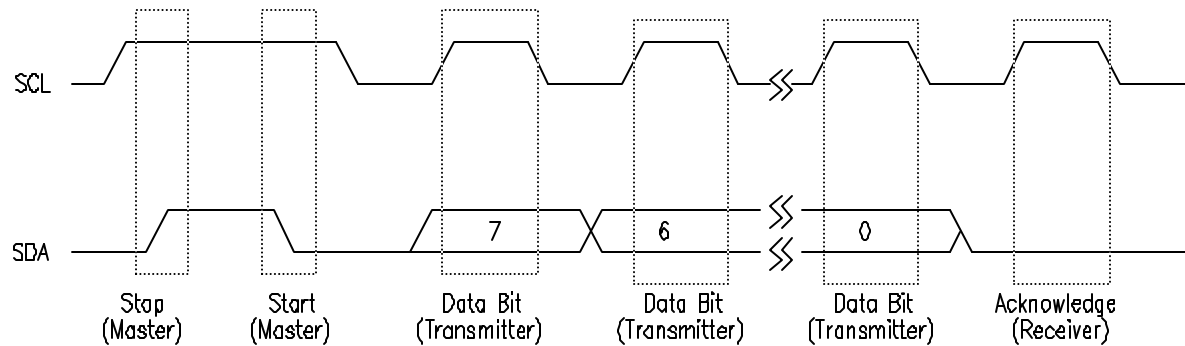 SCL
SDA
7
6
0
Stop
(Master)
Start
(Master)
Data Bit
(Transmitter)
Data Bit
(Transmitter)
Data Bit
(Transmitter)
Acknowledge
(Receiver)